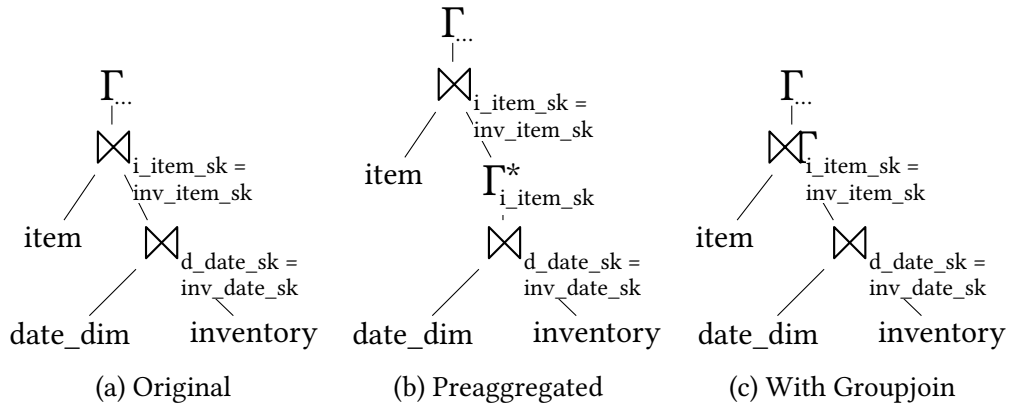 Γ...
⋈ i_item_sk =
inv_item_sk
item
⋈ d_date_sk =
inv_date_sk
date_dim
inventory
(a) Original
Γ...
⋈ i_item_sk =
inv_item_sk
item
Γ* i_item_sk
⋈ d_date_sk =
inv_date_sk
date_dim
inventory
(b) Preaggregated
Γ...
⋈Γ i_item_sk =
inv_item_sk
item
⋈ d_date_sk =
inv_date_sk
date_dim
inventory
(c) With Groupjoin